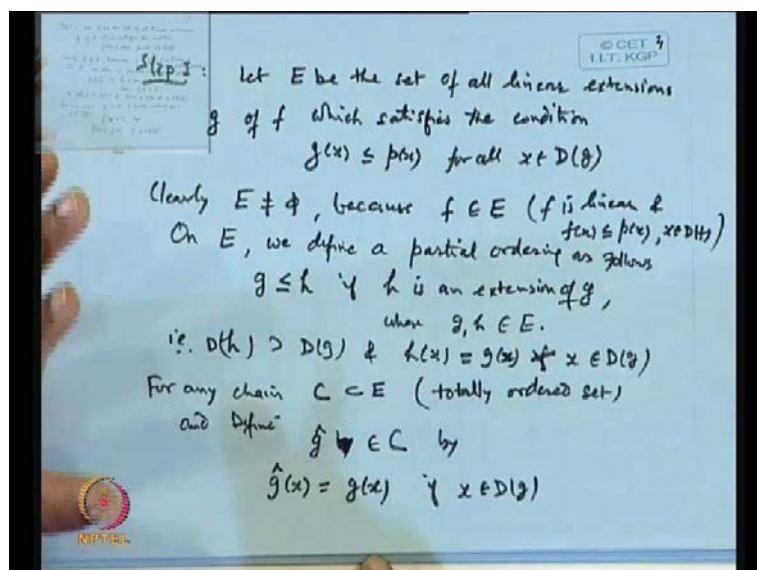 © CET
I.I.T. KGP
4
Step I: Let E be the set of all linear extensions
g of f which satisfies the condition
g(x) ≤ p(x) for all x ∈ D(g)
Clearly E ≠ ϕ, because f ∈ E (f is linear &
f(x) ≤ p(x), x ∈ D(f))
On E, we define a partial ordering as follows
g ≤ h if h is an extension of g,
where g, h ∈ E.
i.e. D(h) ⊃ D(g) & h(x) = g(x) if x ∈ D(g)
For any chain C ⊂ E (totally ordered set)
and Define
ĝ ∈ C by
ĝ(x) = g(x) if x ∈ D(g)
NPTEL